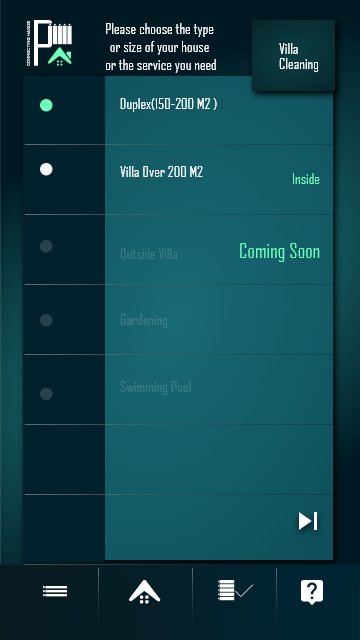 Please choose the type
or size of your house
or the service you need
Villa
Cleaning
Duplex(150-200 M2 )
Villa Over 200 M2
Inside
Outside Villa
Coming Soon
Gardening
Swimming Pool